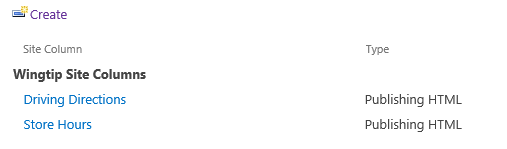 Create
Site Column Type
Wingtip Site Columns
Driving Directions Publishing HTML
Store Hours Publishing HTML